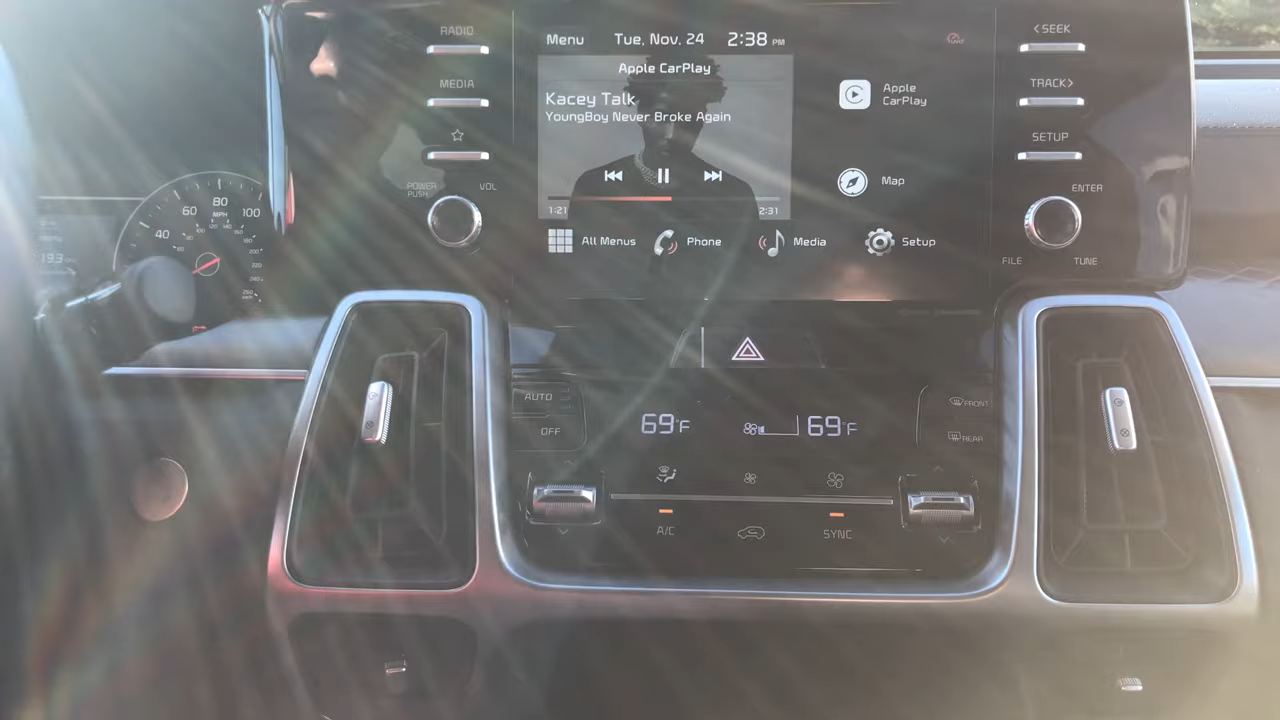 RADIO
MEDIA
POWER
PUSH
VOL
Menu
Tue, Nov. 24
2:38 PM
Apple CarPlay
Kacey Talk
YoungBoy Never Broke Again
1:21
2:31
Apple
CarPlay
Map
All Menus
Phone
Media
Setup
< SEEK
TRACK >
SETUP
ENTER
FILE
TUNE
40
60
80
100
MPH
AUTO
OFF
69°F
69°F
FRONT
REAR
A/C
SYNC